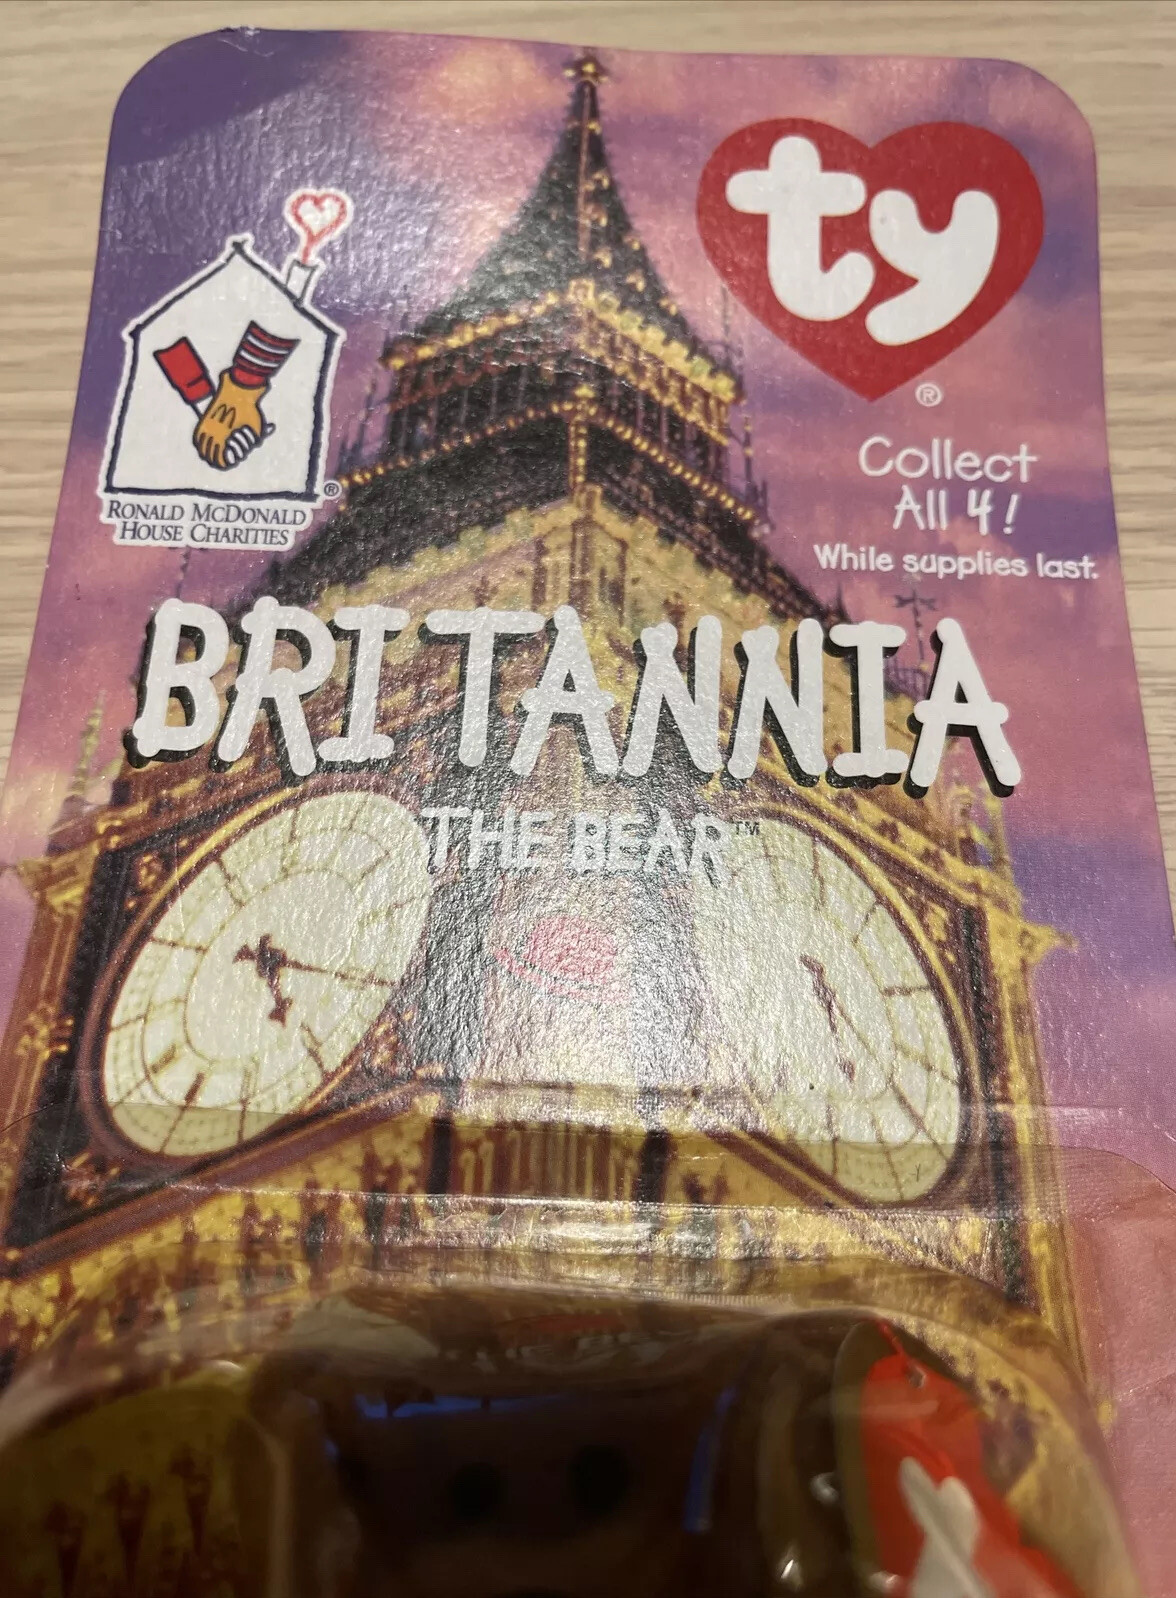 ty
®
Collect
All 4!
While supplies last.
®
RONALD McDONALD
HOUSE CHARITIES
BRITANNIA
THE BEAR™